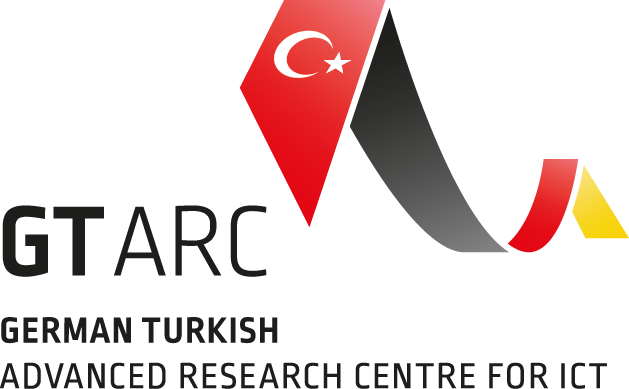 GT ARC
GERMAN TURKISH
ADVANCED RESEARCH CENTRE FOR ICT